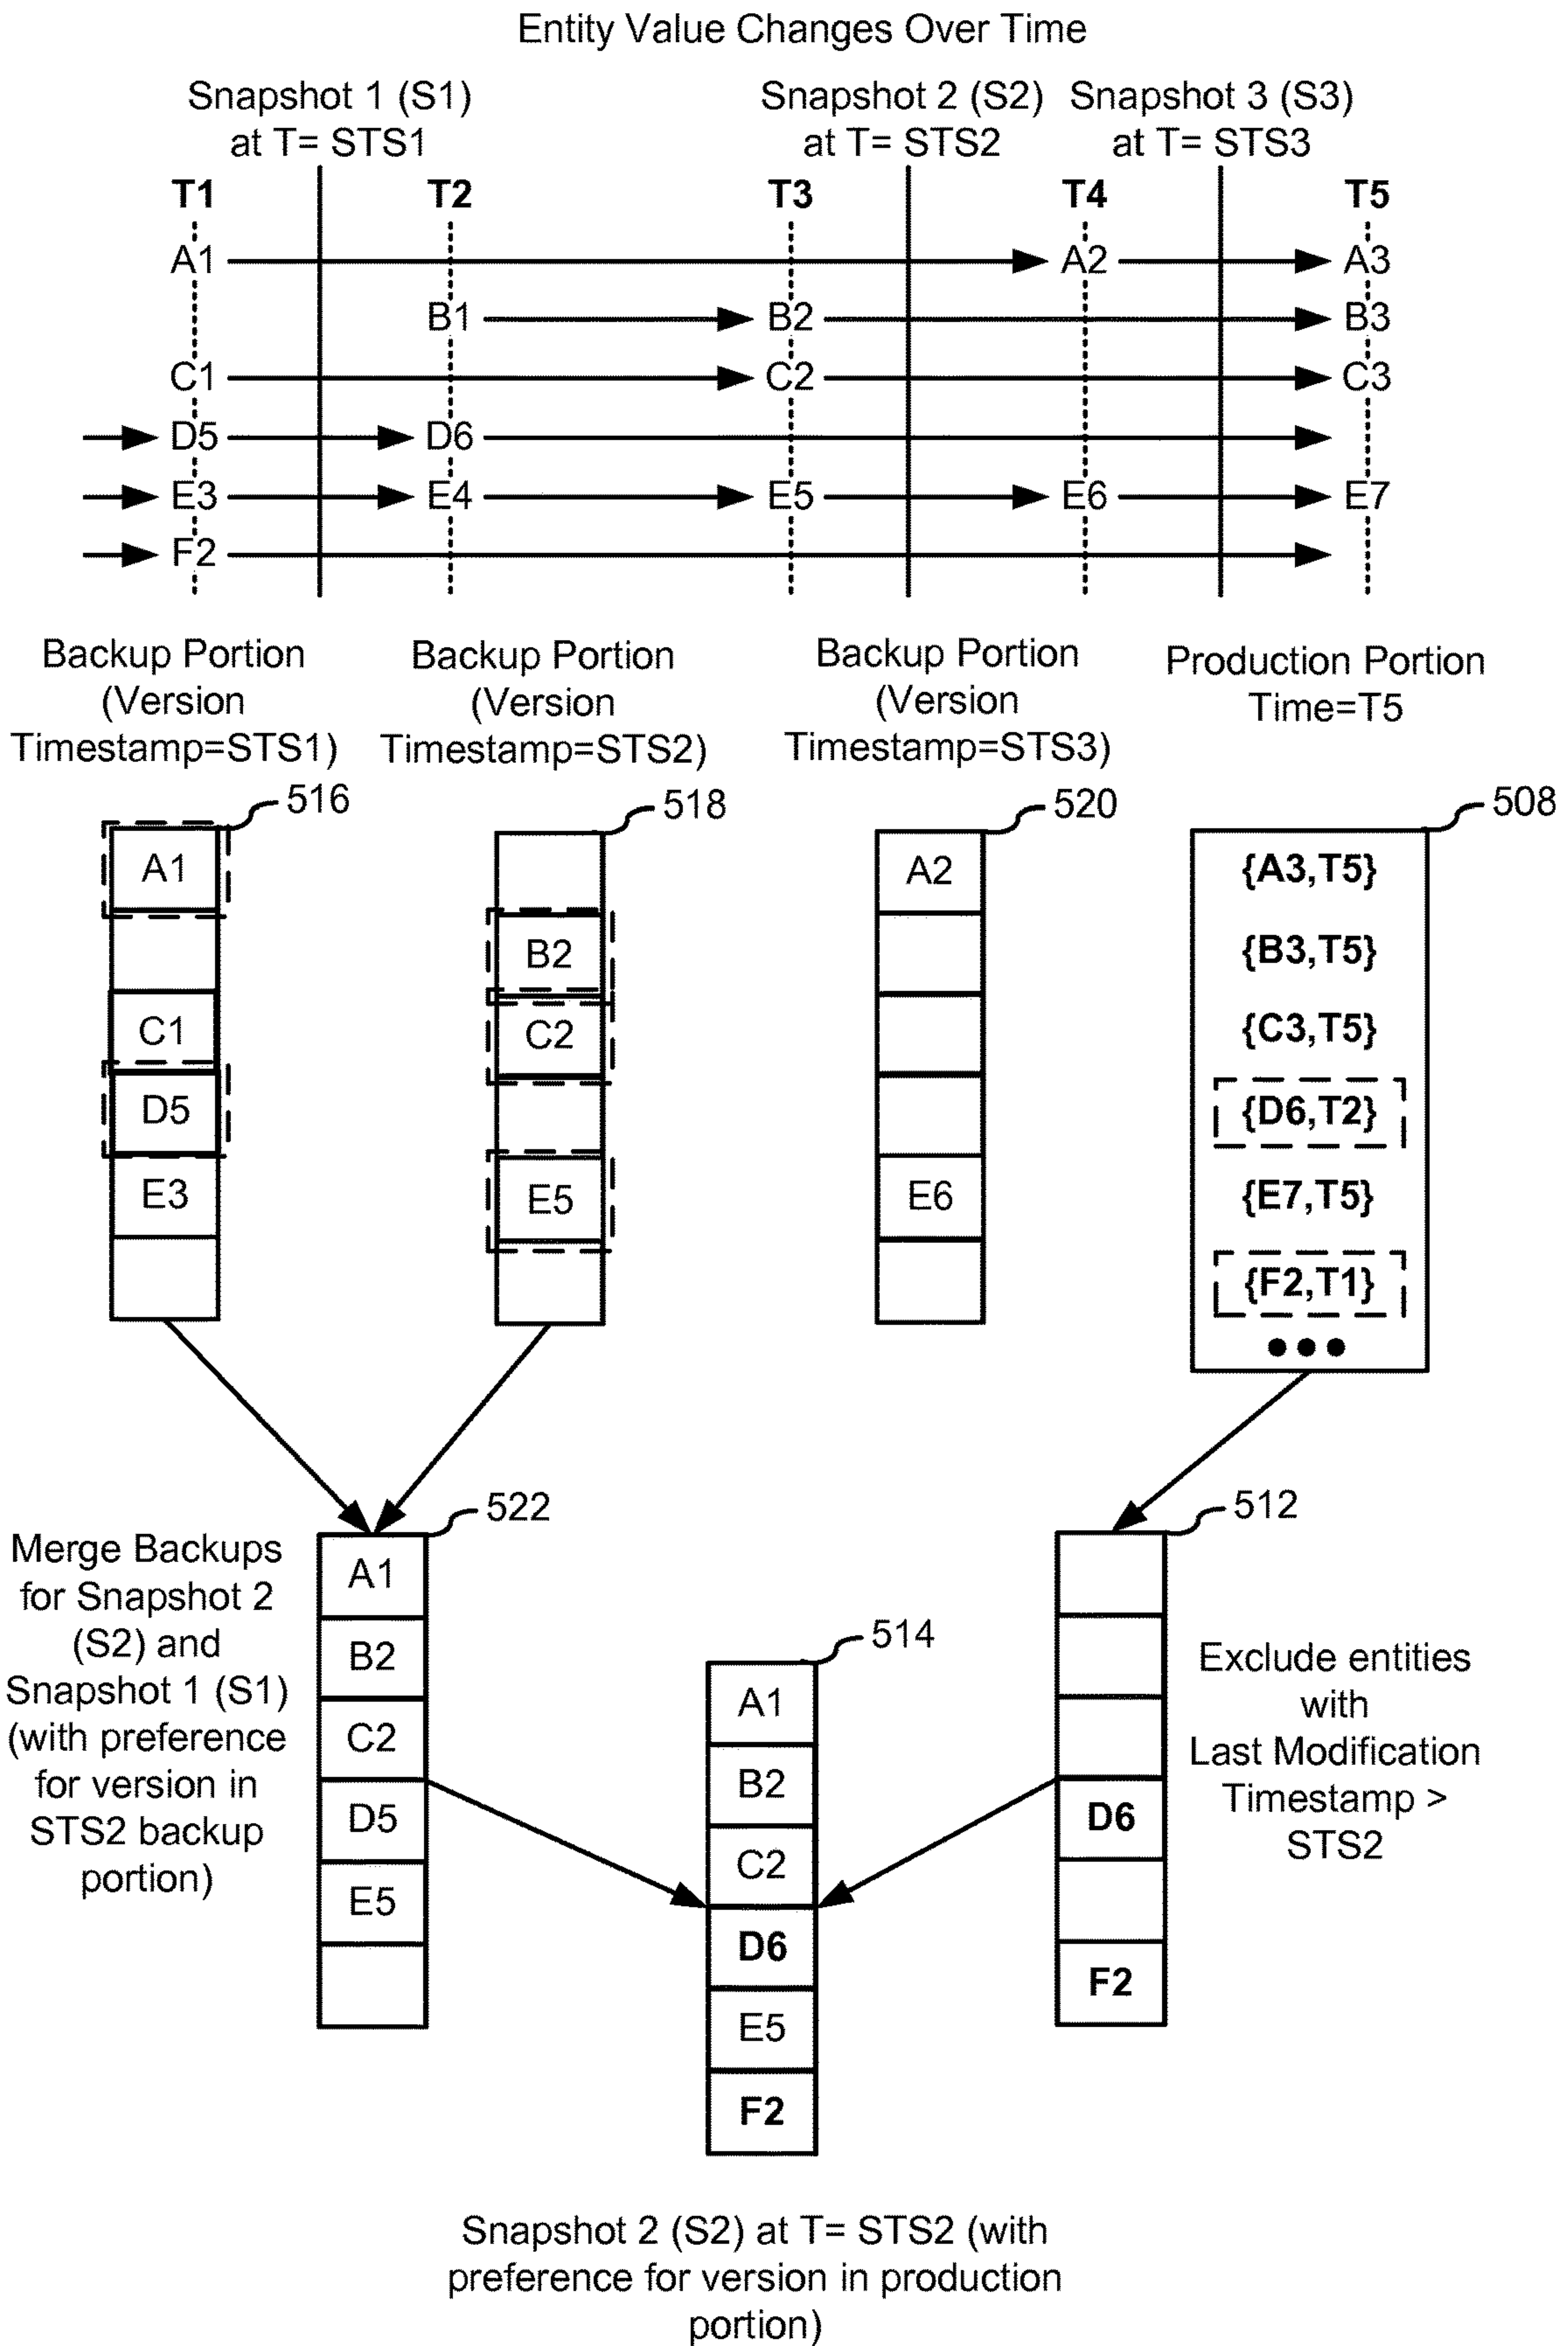 Entity Value Changes Over Time
Snapshot 1 (S1) Snapshot 2 (S2) Snapshot 3 (S3)
at T= STS1 at T= STS2 at T= STS3
T1 T2 T3 T4 T5
A1 A2 A3
B1 B2 B3
C1 C2 C3
D5 D6
E3 E4 E5 E6 E7
F2
Backup Portion
(Version
Timestamp=STS1)
Backup Portion
(Version
Timestamp=STS2)
Backup Portion
(Version
Timestamp=STS3)
Production Portion
Time=T5
516
A1
C1
D5
E3
518
B2
C2
E5
520
A2
E6
508
{A3,T5}
{B3,T5}
{C3,T5}
{D6,T2}
{E7,T5}
{F2,T1}
•••
Merge Backups
for Snapshot 2
(S2) and
Snapshot 1 (S1)
(with preference
for version in
STS2 backup
portion)
522
A1
B2
C2
D5
E5
514
A1
B2
C2
D6
E5
F2
512
D6
F2
Exclude entities
with
Last Modification
Timestamp >
STS2
Snapshot 2 (S2) at T= STS2 (with
preference for version in production
portion)